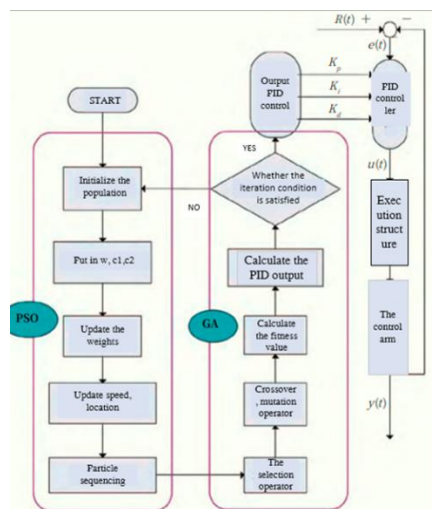 R(t) + −
e(t)
START
Output
PID
control
K_p
K_i
K_d
PID
control
ler
YES
u(t)
Initialize the
population
NO
Whether the
iteration condition
is satisfied
Exec
ution
struct
ure
Put in w, c1,c2
Calculate the
PID output
PSO
Update the
weights
GA
Calculate
the fitness
value
The
control
arm
Update speed,
location
Crossover
, mutation
operator
y(t)
Particle
sequencing
The
selection
operator